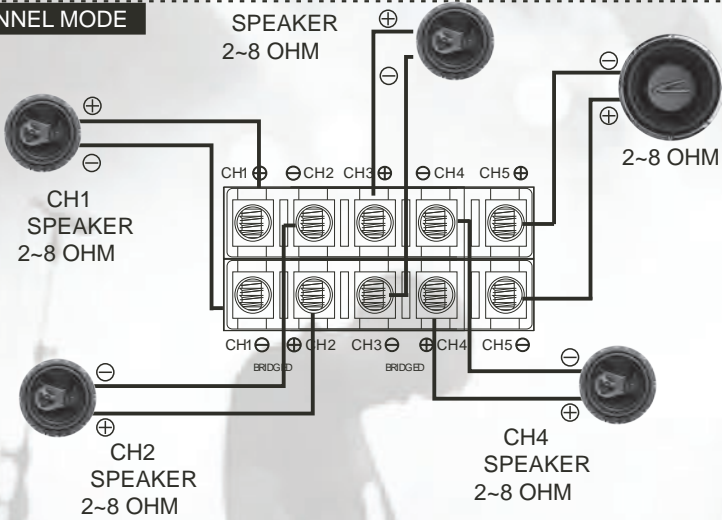 NNEL MODE
SPEAKER
2~8 OHM
⊕
⊖
⊖
⊕
2~8 OHM
⊕
⊖
CH1
SPEAKER
2~8 OHM
CH1 ⊕ ⊖ CH2 CH3 ⊕ ⊖ CH4 CH5 ⊕
CH1 ⊖ ⊕ CH2 CH3 ⊖ ⊕ CH4 CH5 ⊖
BRIDGED BRIDGED
⊖
⊕
CH2
SPEAKER
2~8 OHM
⊖
⊕
CH4
SPEAKER
2~8 OHM